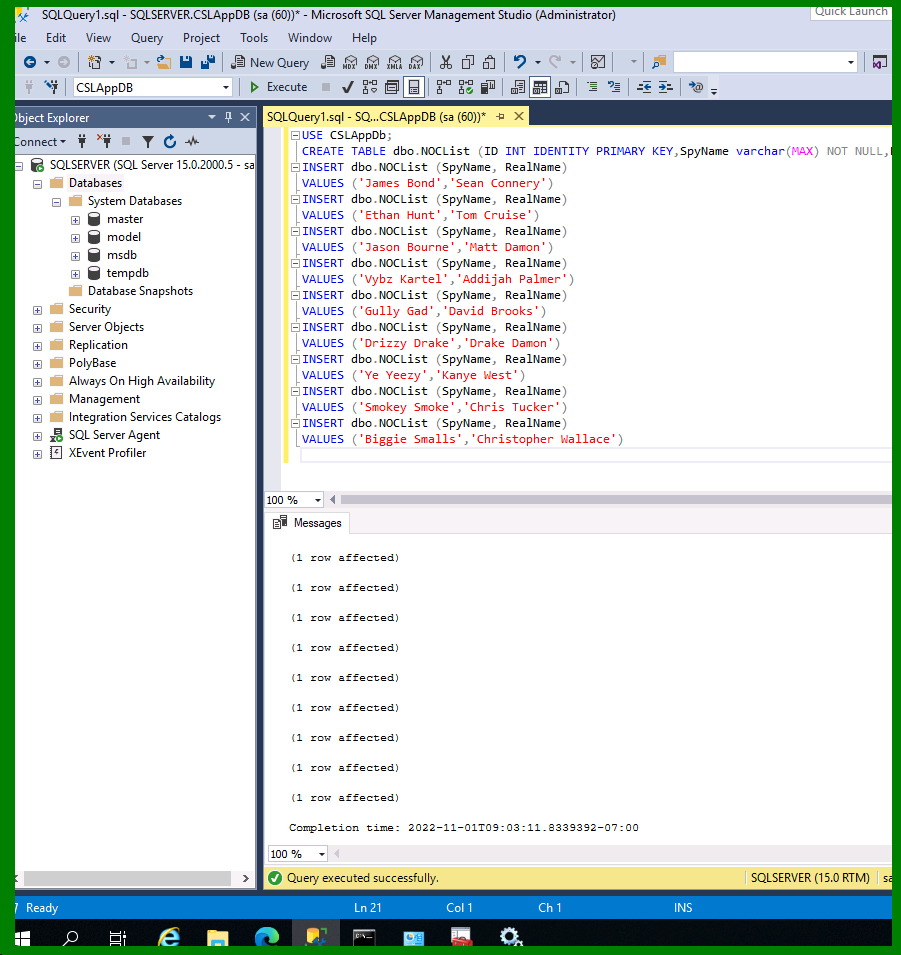 SQLQuery1.sql - SQLSERVER.CSLAppDB (sa (60))* - Microsoft SQL Server Management Studio (Administrator)
Quick Launch
ile Edit View Query Project Tools Window Help
New Query MDX DMX XMLA DAX
CSLAppDB Execute
Object Explorer
Connect
SQLSERVER (SQL Server 15.0.2000.5 - sa
Databases
System Databases
master
model
msdb
tempdb
Database Snapshots
Security
Server Objects
Replication
PolyBase
Always On High Availability
Management
Integration Services Catalogs
SQL Server Agent
XEvent Profiler
SQLQuery1.sql - SQ...CSLAppDB (sa (60))*
USE CSLAppDb;
CREATE TABLE dbo.NOCList (ID INT IDENTITY PRIMARY KEY,SpyName varchar(MAX) NOT NULL,
INSERT dbo.NOCList (SpyName, RealName)
VALUES ('James Bond','Sean Connery')
INSERT dbo.NOCList (SpyName, RealName)
VALUES ('Ethan Hunt','Tom Cruise')
INSERT dbo.NOCList (SpyName, RealName)
VALUES ('Jason Bourne','Matt Damon')
INSERT dbo.NOCList (SpyName, RealName)
VALUES ('Vybz Kartel','Addijah Palmer')
INSERT dbo.NOCList (SpyName, RealName)
VALUES ('Gully Gad','David Brooks')
INSERT dbo.NOCList (SpyName, RealName)
VALUES ('Drizzy Drake','Drake Damon')
INSERT dbo.NOCList (SpyName, RealName)
VALUES ('Ye Yeezy','Kanye West')
INSERT dbo.NOCList (SpyName, RealName)
VALUES ('Smokey Smoke','Chris Tucker')
INSERT dbo.NOCList (SpyName, RealName)
VALUES ('Biggie Smalls','Christopher Wallace')
100 %
Messages
(1 row affected)
(1 row affected)
(1 row affected)
(1 row affected)
(1 row affected)
(1 row affected)
(1 row affected)
(1 row affected)
(1 row affected)
Completion time: 2022-11-01T09:03:11.8339392-07:00
100 %
Query executed successfully. SQLSERVER (15.0 RTM) sa
Ready Ln 21 Col 1 Ch 1 INS